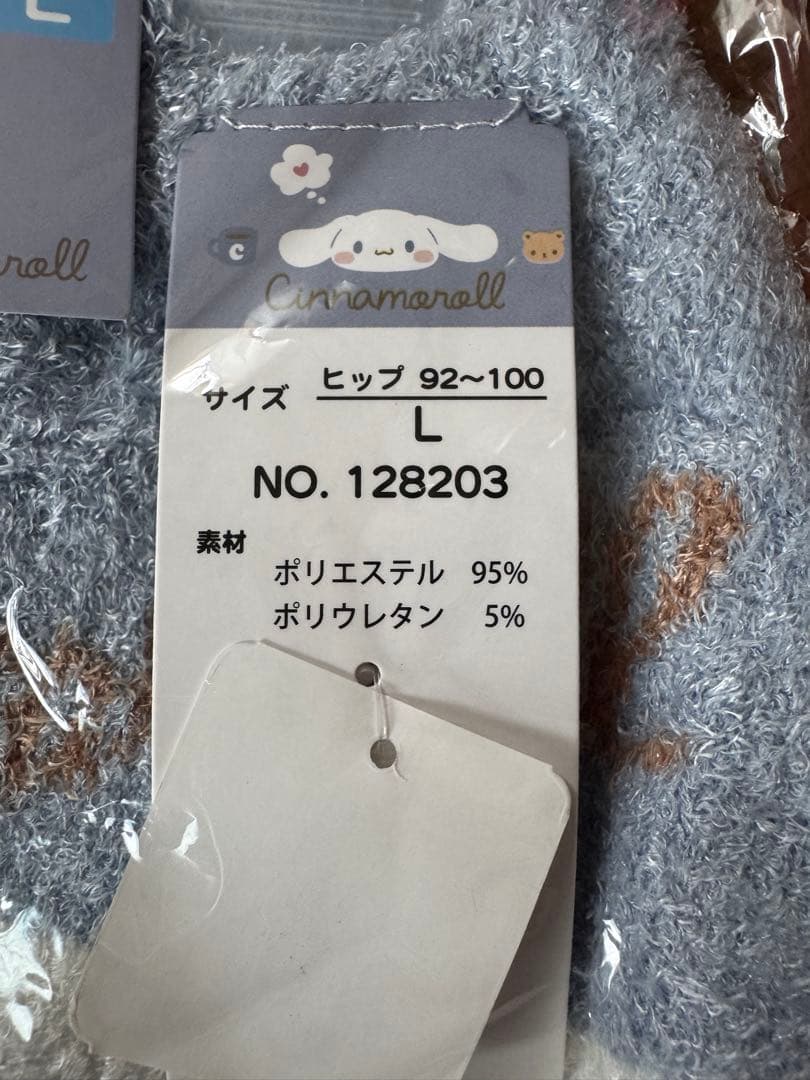 L
roll
C
Cinnamoroll
サイズ
ヒップ 92～100
L
NO. 128203
素材
ポリエステル 95%
ポリウレタン 5%